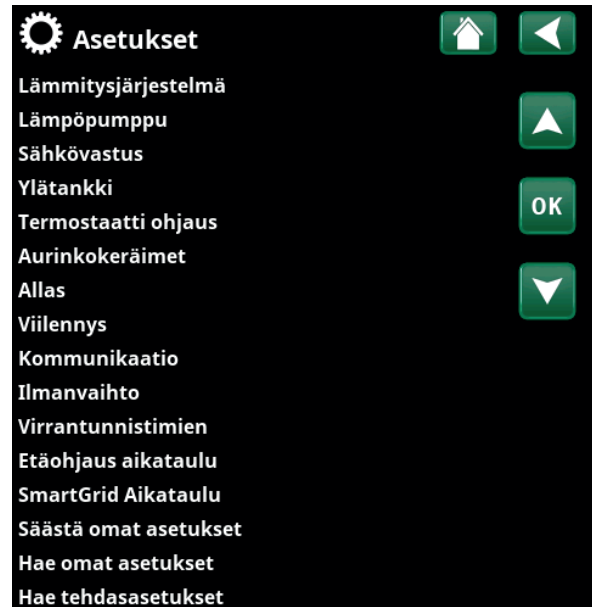 Asetukset
Lämmitysjärjestelmä
Lämpöpumppu
Sähkövastus
Ylätankki
OK
Termostaatti ohjaus
Aurinkokeräimet
Allas
Viilennys
Kommunikaatio
Ilmanvaihto
Virrantunnistimien
Etäohjaus aikataulu
SmartGrid Aikataulu
Säästä omat asetukset
Hae omat asetukset
Hae tehdasasetukset